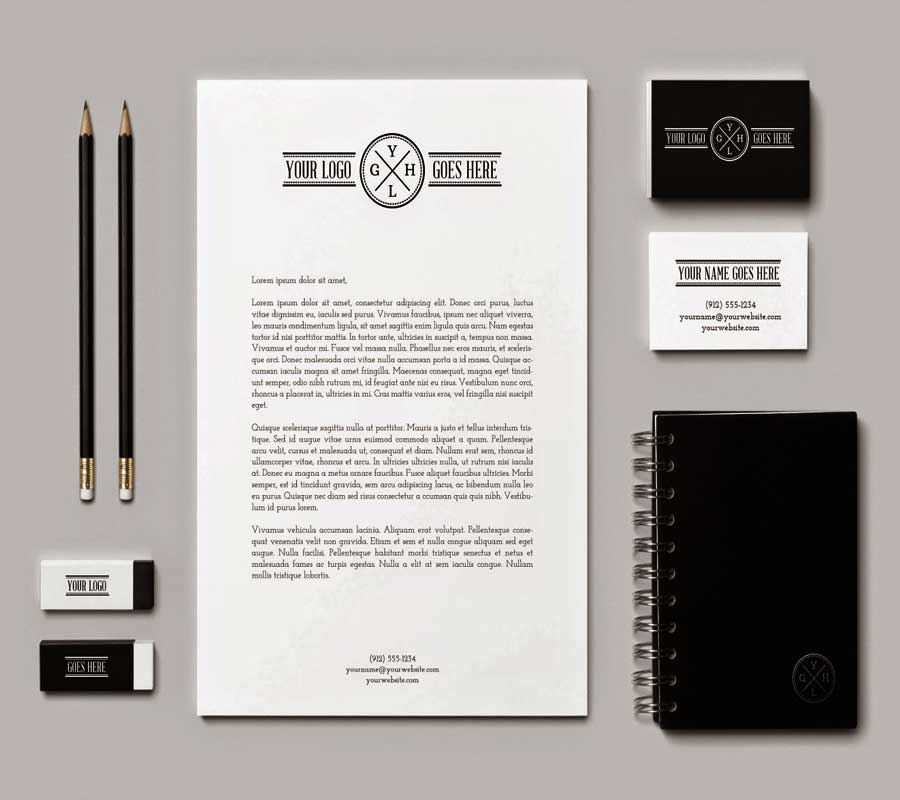 YOUR LOGO
Y
G H
L
GOES HERE
Lorem ipsum dolor sit amet,
Lorem ipsum dolor sit amet, consectetur adipiscing elit. Donec orci purus, luctus
vitae dignissim eu, iaculis sed purus. Vivamus faucibus, ipsum nec aliquet viverra,
leo mauris condimentum ligula, sit amet sagittis enim ligula quis arcu. Nam egestas
tortor id nisi porttitor mattis. In tortor ante, ultricies in suscipit a, tempus non massa.
Vivamus et auctor mi. Fusce vel massa nulla. Phasellus nec eros mauris, et sceleris-
que orci. Donec malesuada orci vitae nulla accumsan porta a id massa. Quisque ac-
cumsan iaculis magna sit amet fringilla. Maecenas consequat, magna eget tincid-
unt semper, odio nibh rutrum mi, id feugiat ante nisi eu risus. Vestibulum nunc orci,
rhoncus a placerat in, ultricies in mi. Cras mattis varius eros, vel fringilla nisi suscipit
eget.
Quisque scelerisque sagittis nulla at porttitor. Mauris a justo et tellus interdum tris-
tique. Sed id augue vitae urna euismod commodo aliquet a quam. Pellentesque
arcu velit, cursus et malesuada ut, consequat et diam. Nullam erat sem, rhoncus id
ullamcorper vitae, rhoncus et arcu. In ultricies ultricies nulla, ut rutrum nisi iaculis
at. Donec eu magna a metus ornare faucibus. Fusce aliquet faucibus ultricies. Morbi
semper, est id tincidunt gravida, sem arcu adipiscing lacus, ac bibendum nulla leo
eu purus. Quisque nec diam sed risus consectetur a ccumsan quis quis nibh. Vestibu-
lum id purus lorem.
Vivamus vehicula accumsan lacinia. Aliquam erat volutpat. Pellentesque conse-
quat venenatis velit non gravida. Etiam et sem et nulla congue aliquam sed eget
augue. Nulla facilisi. Pellentesque habitant morbi tristique senectus et netus et
malesuada fames ac turpis egestas. Nulla a elit at sem iaculis congue. Nullam
mollis tristique lobortis.
(912) 555-1234
yourname@yourwebsite.com
yourwebsite.com
YOUR LOGO
Y
G H
L
GOES HERE
YOUR NAME GOES HERE
(912) 555-1234
yourname@yourwebsite.com
yourwebsite.com
YOUR LOGO
GOES HERE
Y
G H
L